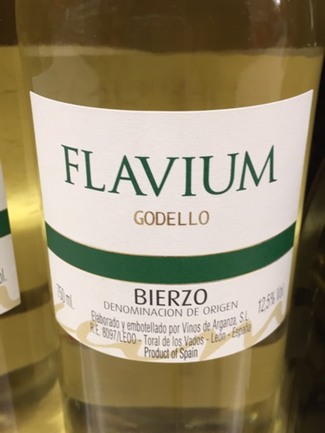 FLAVIUM
GODELLO
BIERZO
DENOMINACION DE ORIGEN
750 ml.
12,5% Vol.
Elaborado y embotellado por Vinos de Arganza, S.L.
R.E. 8097/LEOO - Toral de los Vados - León - España
Product of Spain